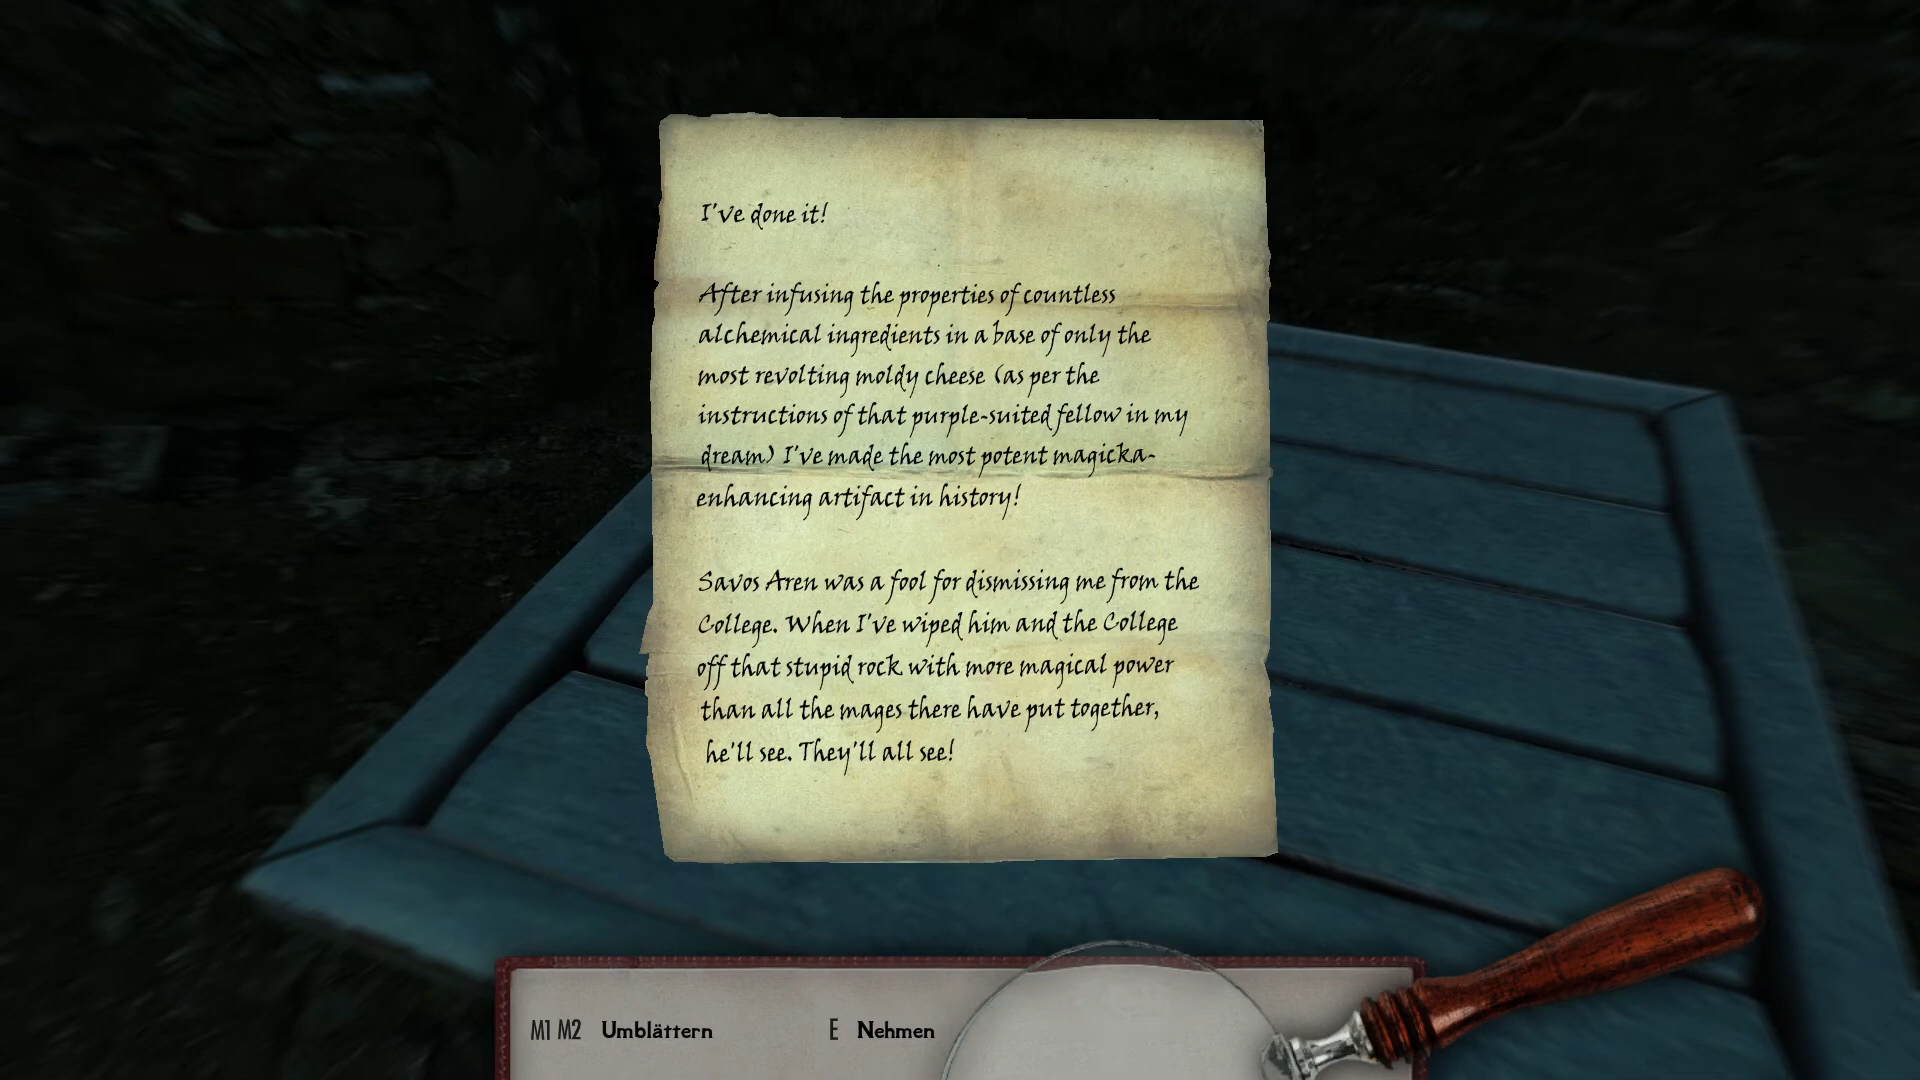 I've done it!
After infusing the properties of countless
alchemical ingredients in a base of only the
most revolting moldy cheese (as per the
instructions of that purple-suited fellow in my
dream) I've made the most potent magicka-
enhancing artifact in history!
Savos Aren was a fool for dismissing me from the
College. When I've wiped him and the College
off that stupid rock with more magical power
than all the mages there have put together,
he'll see. They'll all see!
M1 M2 Umblättern E Nehmen